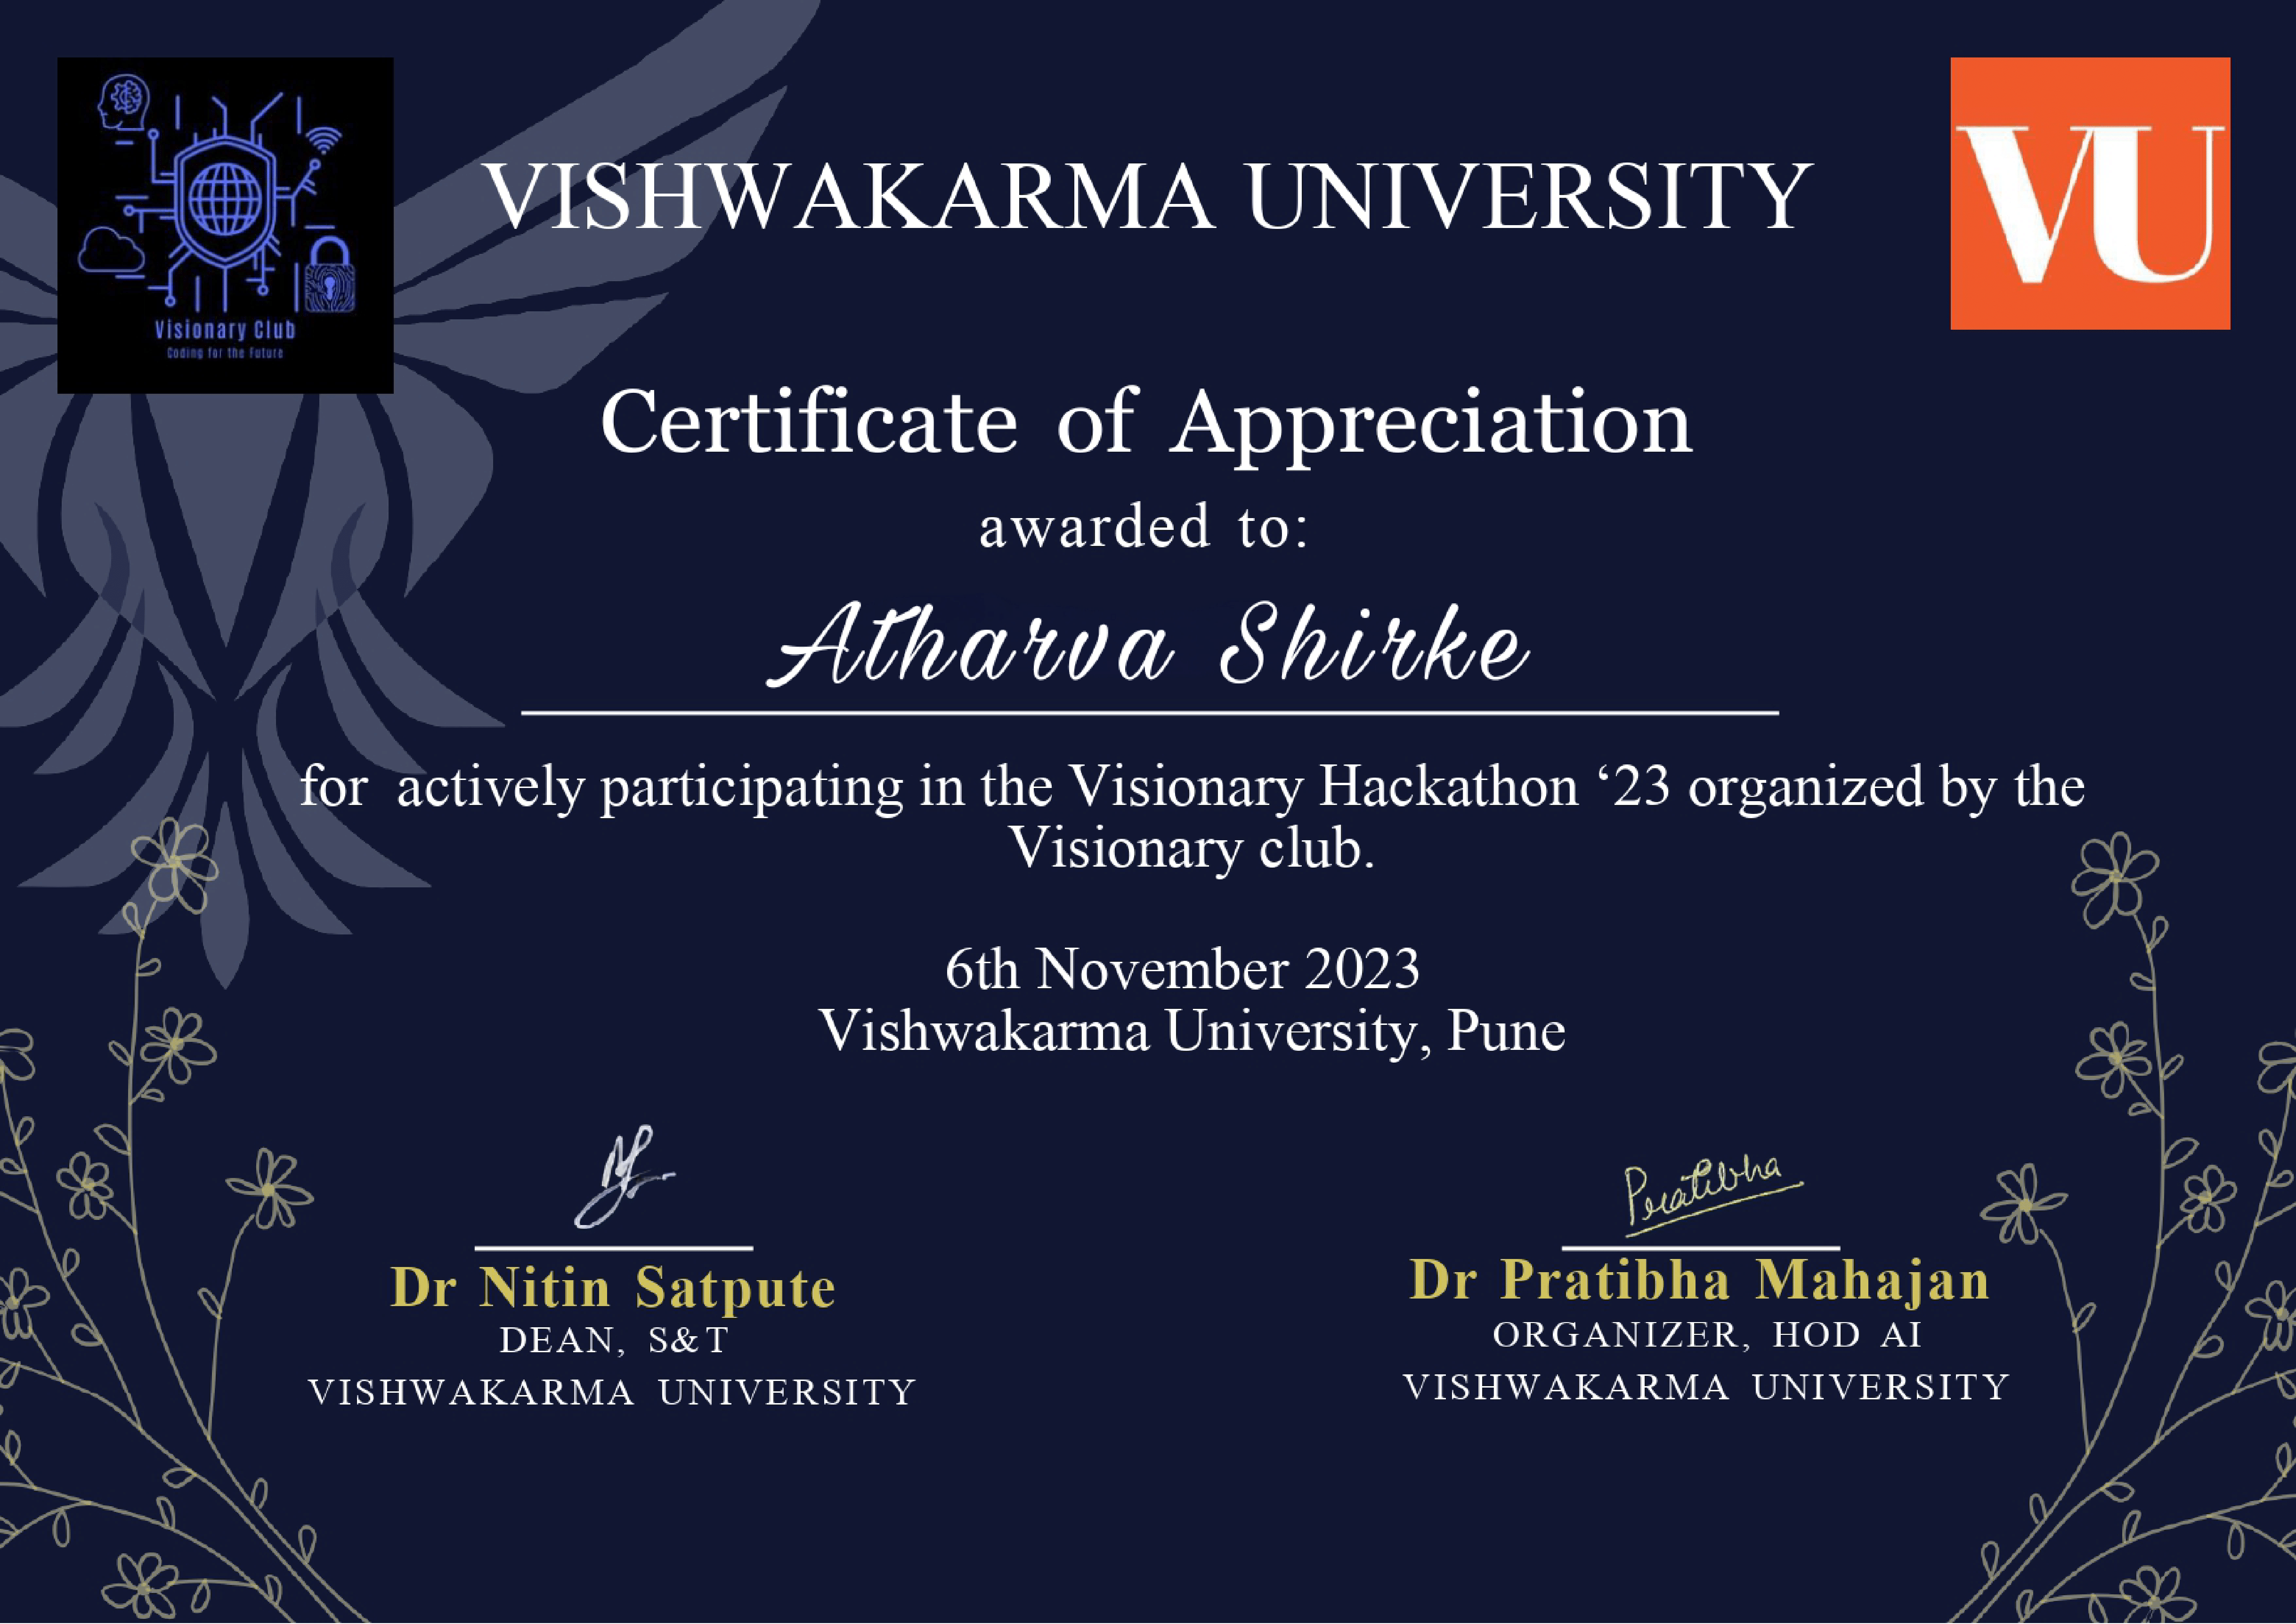 Visionary Club
Coding for the Future
VISHWAKARMA UNIVERSITY
VU
Certificate of Appreciation
awarded to:
Atharva Shirke
for actively participating in the Visionary Hackathon ‘23 organized by the
Visionary club.
6th November 2023
Vishwakarma University, Pune
Dr Nitin Satpute
DEAN, S&T
VISHWAKARMA UNIVERSITY
Pratibha
Dr Pratibha Mahajan
ORGANIZER, HOD AI
VISHWAKARMA UNIVERSITY